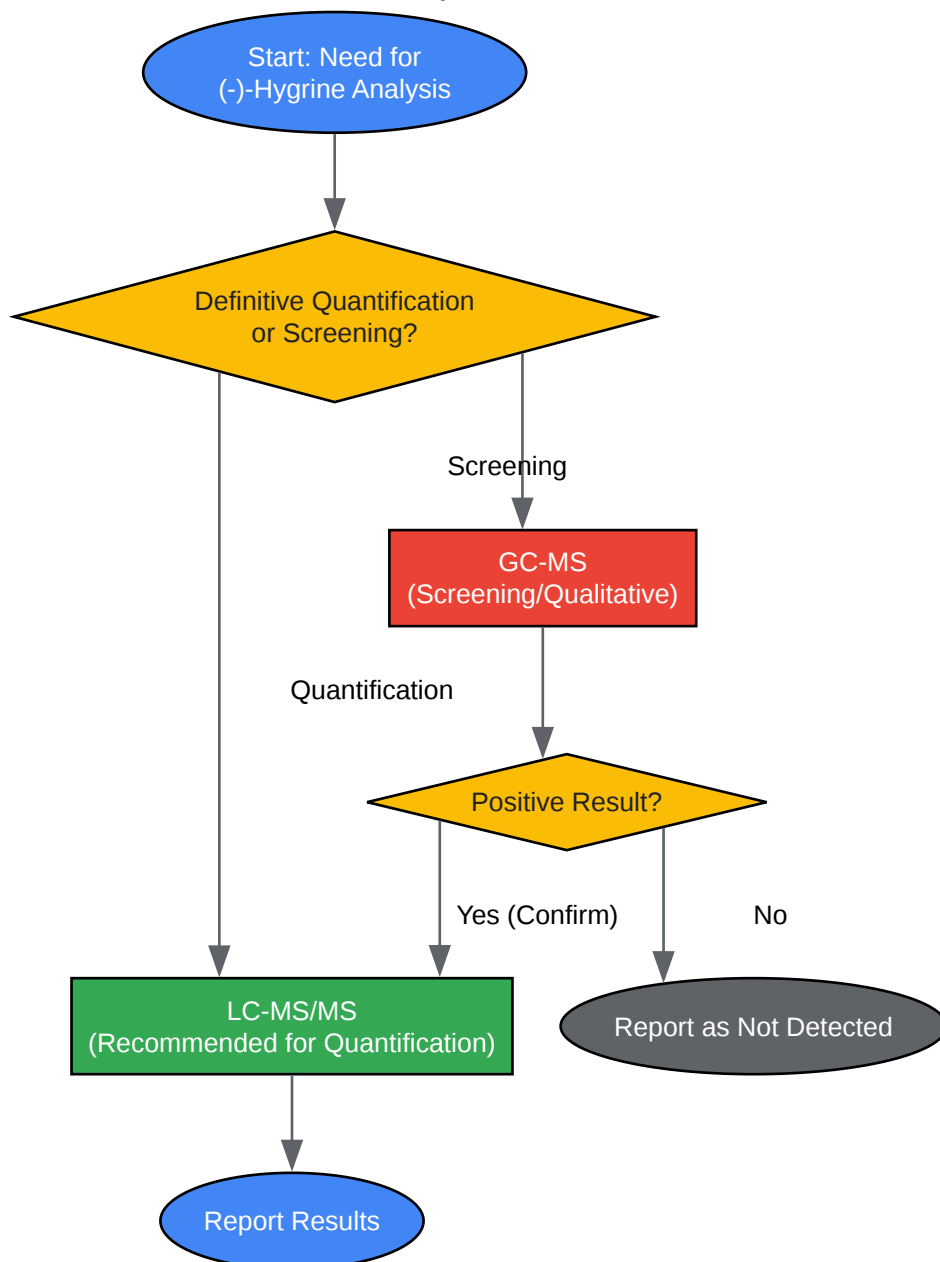 Start: Need for
(-)-Hygrine Analysis
Definitive Quantification
or Screening?
Screening
GC-MS
(Screening/Qualitative)
Quantification
Positive Result?
Yes (Confirm)
No
LC-MS/MS
(Recommended for Quantification)
Report as Not Detected
Report Results